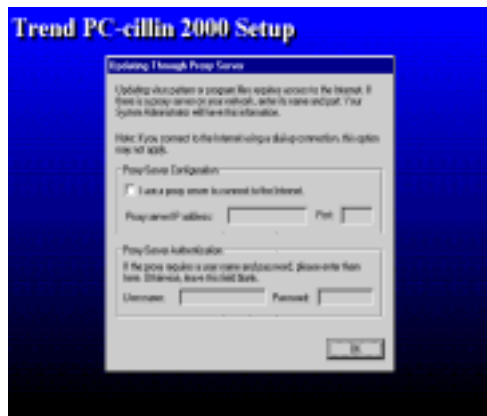 Trend PC-cillin 2000 Setup
Updating Through Proxy Server
Updating virus pattern or program files requires access to the Internet. If
there is a proxy server on your network, enter its name and port. Your
System Administrator will have this information.
Note: If you connect to the Internet using a dial-up connection, this option
may not apply.
Proxy Server Configuration
I use a proxy server to connect to the Internet.
Proxy server IP address: Port:
Proxy Server Authentication
If the proxy requires a user name and password, please enter them
here. Otherwise, leave this field blank.
Username: Password:
OK